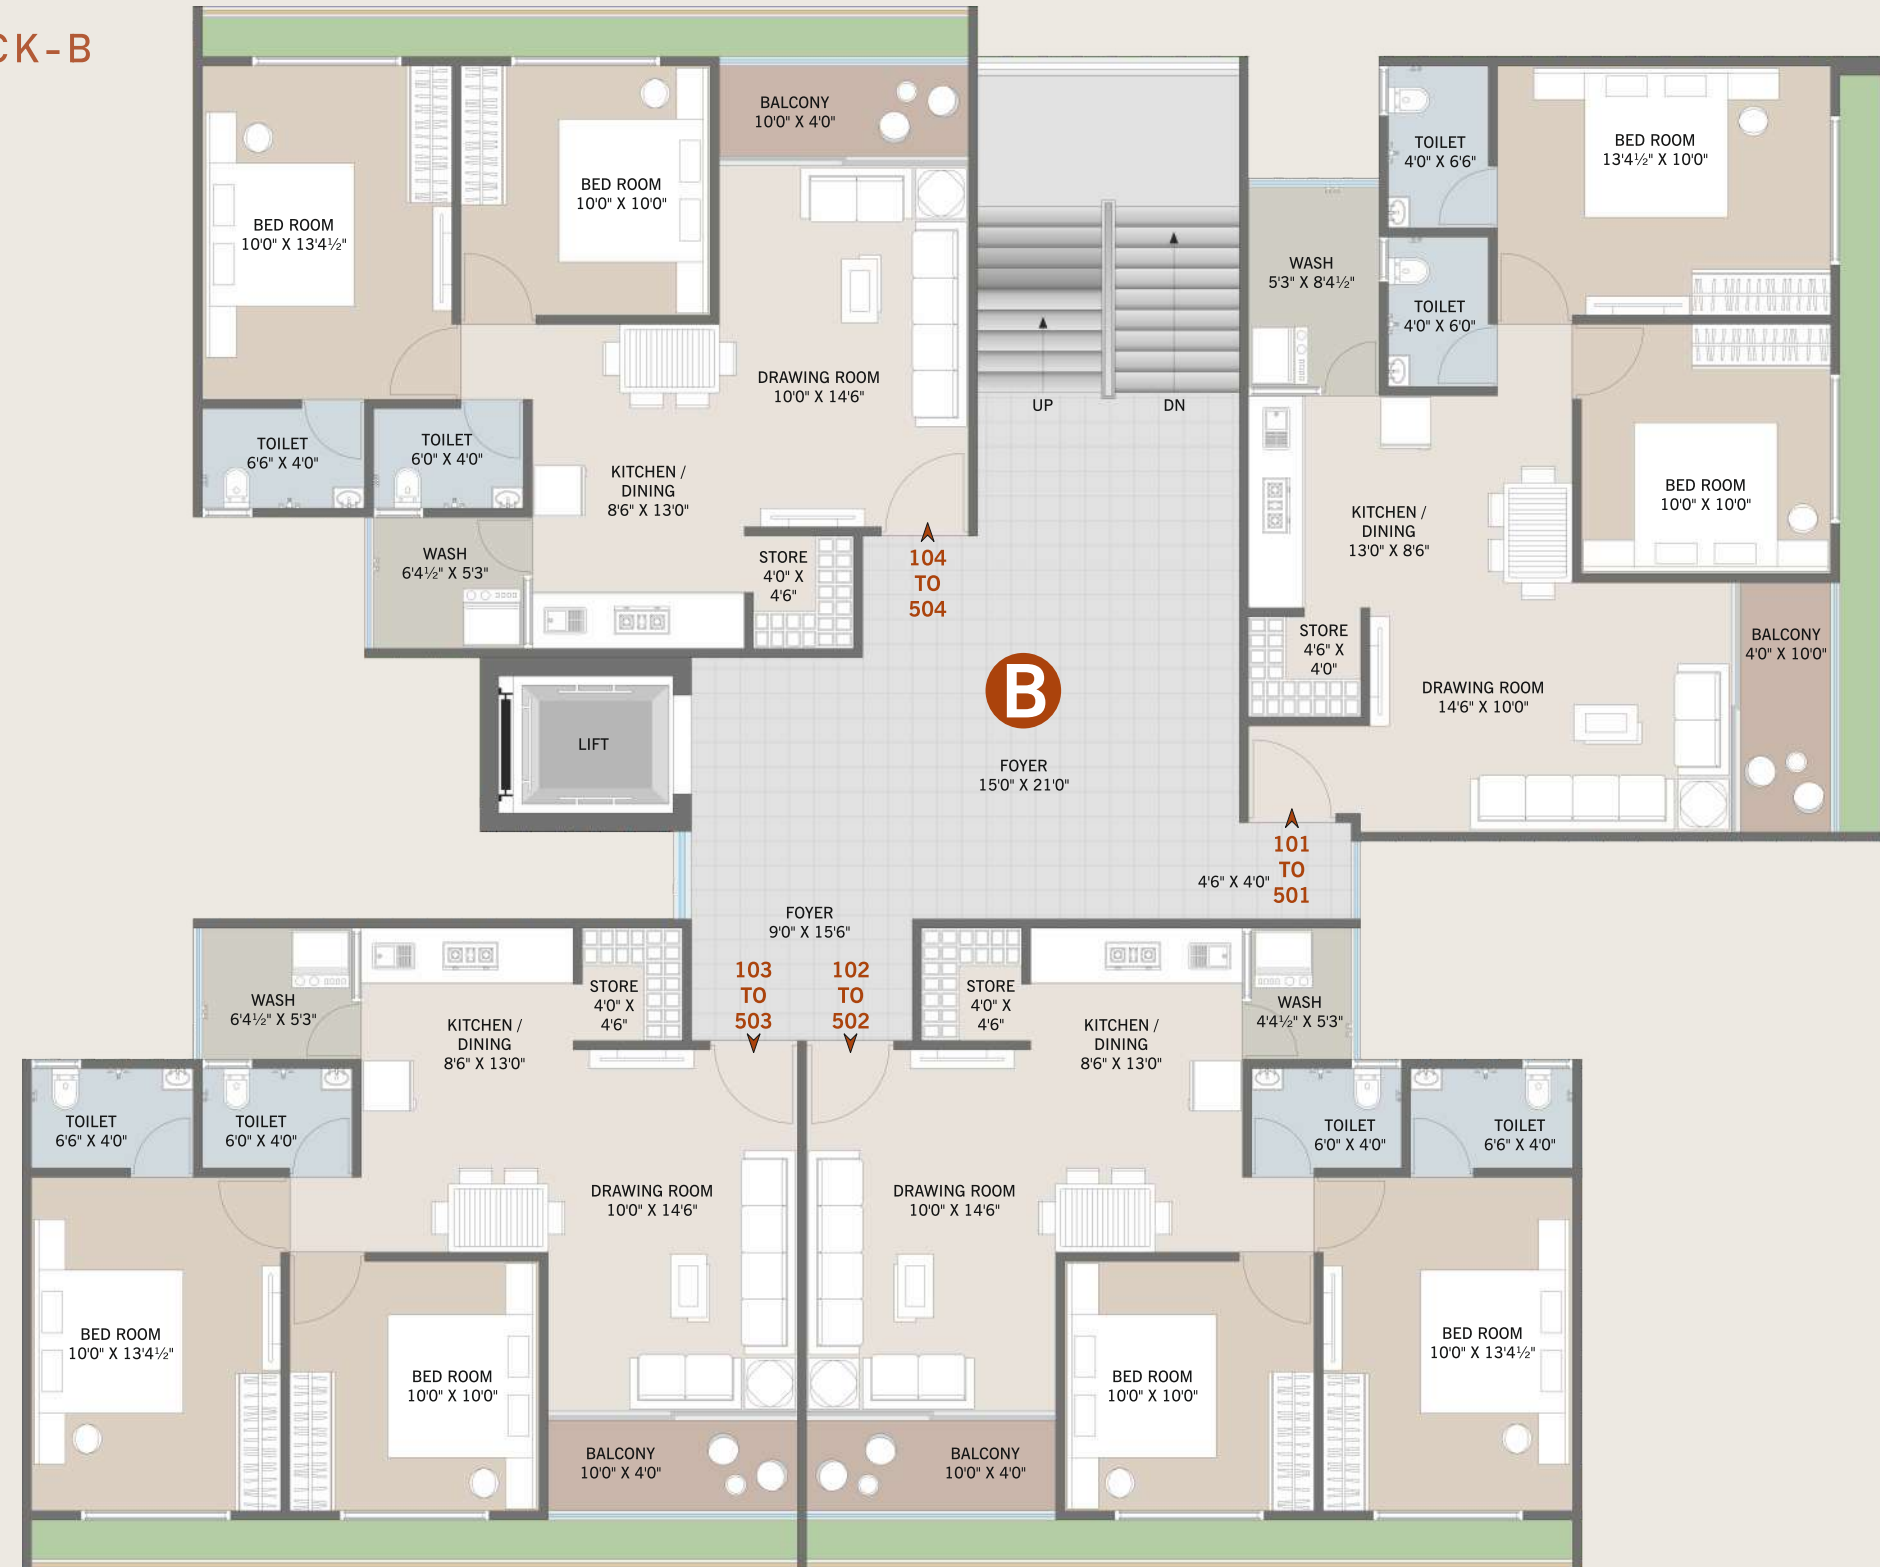 CK-B
BALCONY
10'0" X 4'0"
BED ROOM
10'0" X 10'0"
BED ROOM
10'0" X 13'4½"
DRAWING ROOM
10'0" X 14'6"
TOILET
6'6" X 4'0"
TOILET
6'0" X 4'0"
KITCHEN /
DINING
8'6" X 13'0"
WASH
6'4½" X 5'3"
STORE
4'0" X
4'6"
104
TO
504
UP
DN
TOILET
4'0" X 6'6"
BED ROOM
13'4½" X 10'0"
WASH
5'3" X 8'4½"
TOILET
4'0" X 6'0"
BED ROOM
10'0" X 10'0"
KITCHEN /
DINING
13'0" X 8'6"
STORE
4'6" X
4'0"
BALCONY
4'0" X 10'0"
DRAWING ROOM
14'6" X 10'0"
LIFT
B
FOYER
15'0" X 21'0"
101
TO
501
4'6" X 4'0"
FOYER
9'0" X 15'6"
103
TO
503
102
TO
502
WASH
6'4½" X 5'3"
KITCHEN /
DINING
8'6" X 13'0"
STORE
4'0" X
4'6"
TOILET
6'6" X 4'0"
TOILET
6'0" X 4'0"
DRAWING ROOM
10'0" X 14'6"
BED ROOM
10'0" X 13'4½"
BED ROOM
10'0" X 10'0"
BALCONY
10'0" X 4'0"
STORE
4'0" X
4'6"
KITCHEN /
DINING
8'6" X 13'0"
WASH
4'4½" X 5'3"
TOILET
6'0" X 4'0"
TOILET
6'6" X 4'0"
DRAWING ROOM
10'0" X 14'6"
BED ROOM
10'0" X 10'0"
BED ROOM
10'0" X 13'4½"
BALCONY
10'0" X 4'0"